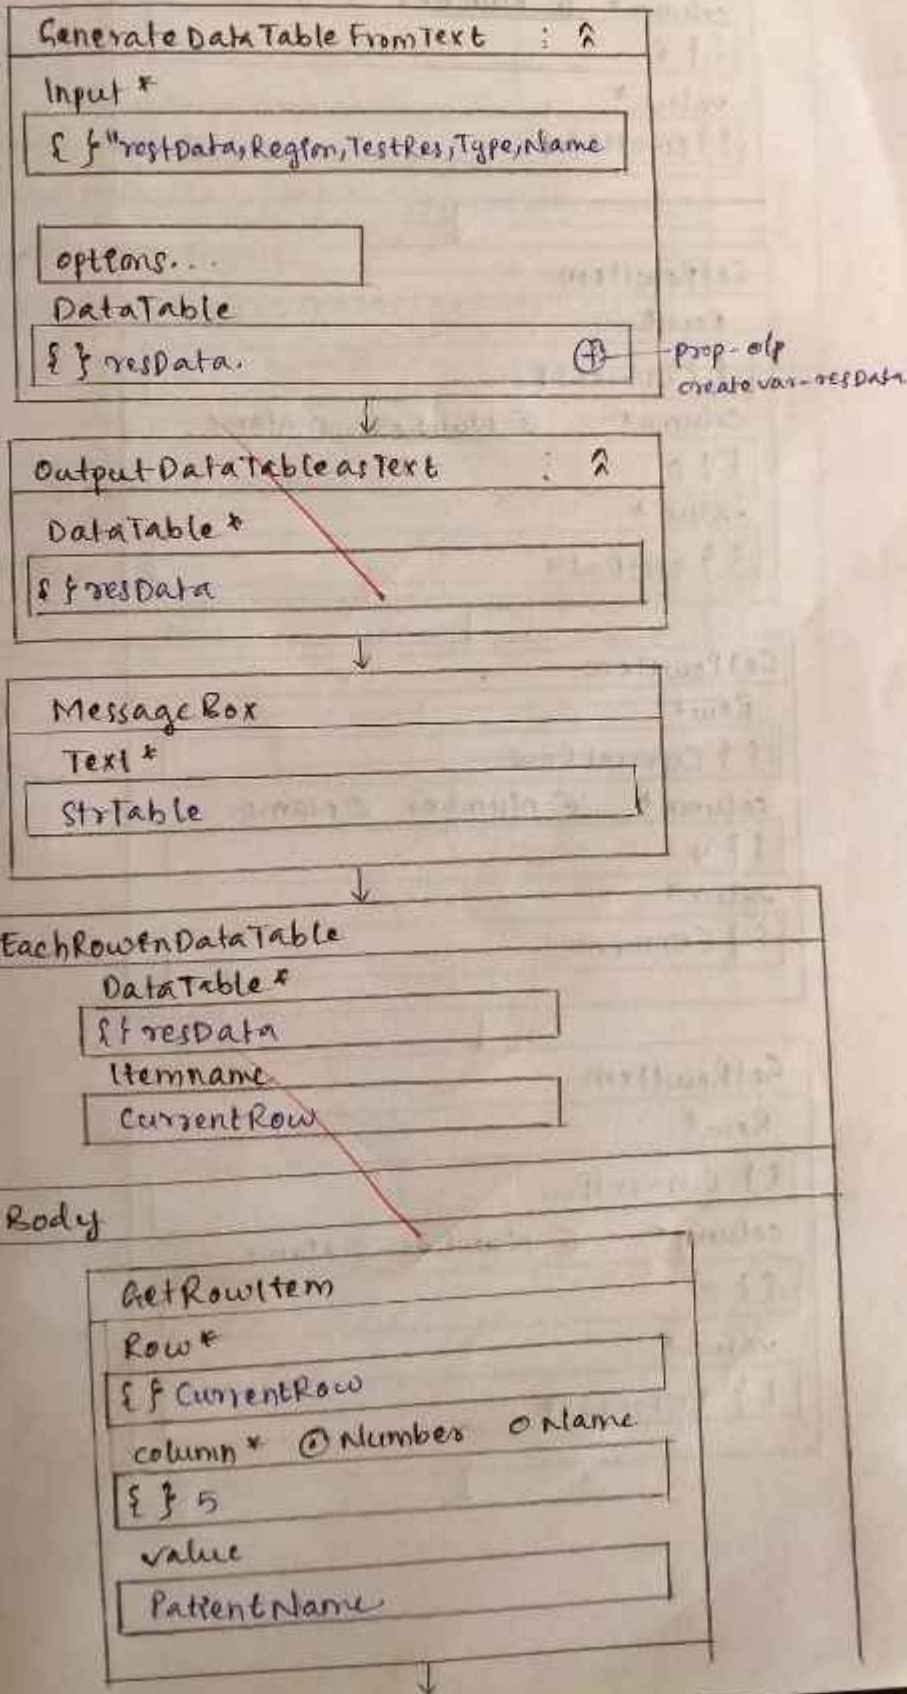 GenerateDataTableFromText : ^
Input *
{ } "restData,Region,TestRes,Type,Name
options...
DataTable
{ } resData. ⊕ prop-o/p
create var-resData
OutputDataTableasText : ^
DataTable *
{ } resData
MessageBox
Text *
StrTable
EachRowinDataTable
DataTable *
{ } resData
Itemname
CurrentRow
Body
GetRowItem
Row *
{ } CurrentRow
column * ⊙ Number ○ Name
{ } 5
value
PatientName